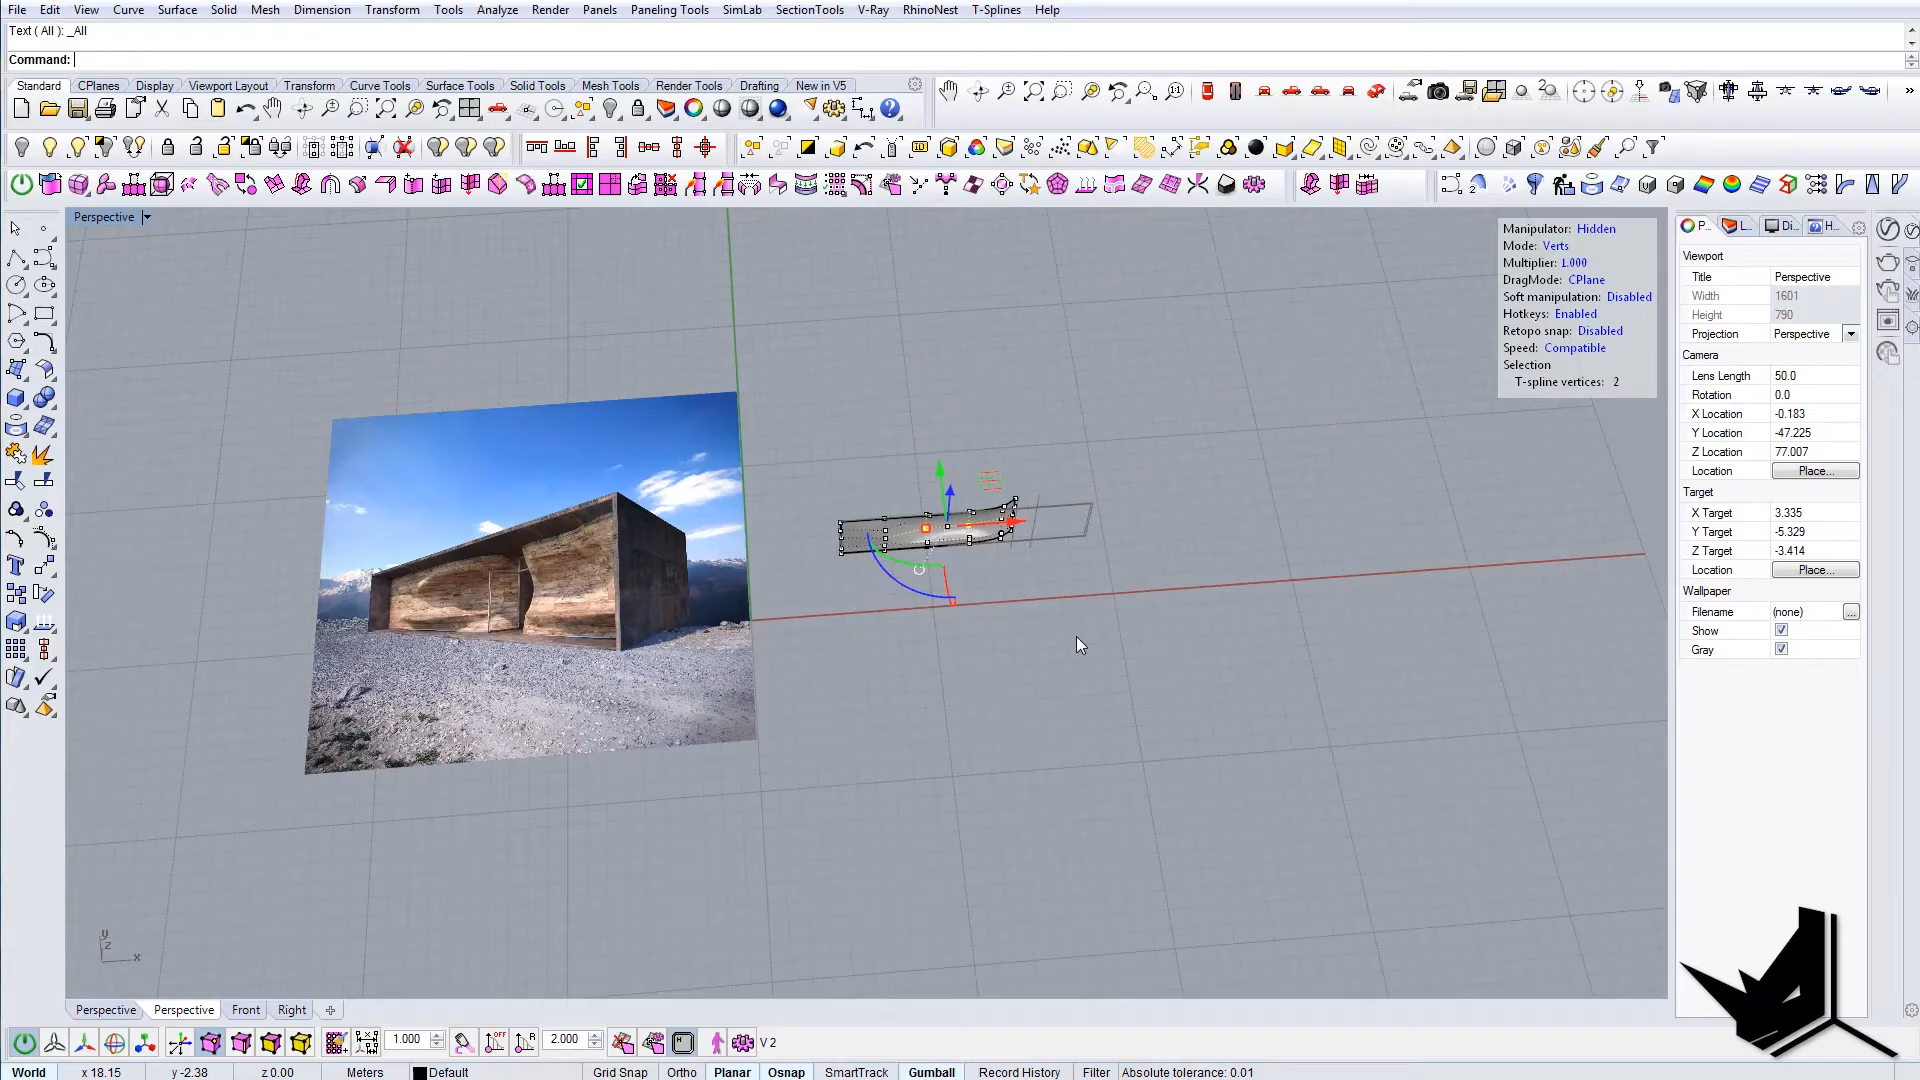 File Edit View Curve Surface Solid Mesh Dimension Transform Tools Analyze Render Panels Paneling Tools SimLab SectionTools V-Ray RhinoNest T-Splines Help
Text ( All ): _All
Command:
Standard CPlanes Display Viewport Layout Transform Curve Tools Surface Tools Solid Tools Mesh Tools Render Tools Drafting New in V5
Perspective
Manipulator: Hidden
Mode: Verts
Multiplier: 1.000
DragMode: CPlane
Soft manipulation: Disabled
Hotkeys: Enabled
Retopo snap: Disabled
Speed: Compatible
Selection
T-spline vertices: 2
P... L... Di... H...
Viewport
Title Perspective
Width 1601
Height 790
Projection Perspective
Camera
Lens Length 50.0
Rotation 0.0
X Location -0.183
Y Location -47.225
Z Location 77.007
Location Place...
Target
X Target 3.335
Y Target -5.329
Z Target -3.414
Location Place...
Wallpaper
Filename (none) ...
Show
Gray
y
z
x
Perspective Perspective Front Right
1.000 2.000 V 2
World x 18.15 y -2.38 z 0.00 Meters Default Grid Snap Ortho Planar Osnap SmartTrack Gumball Record History Filter Absolute tolerance: 0.01